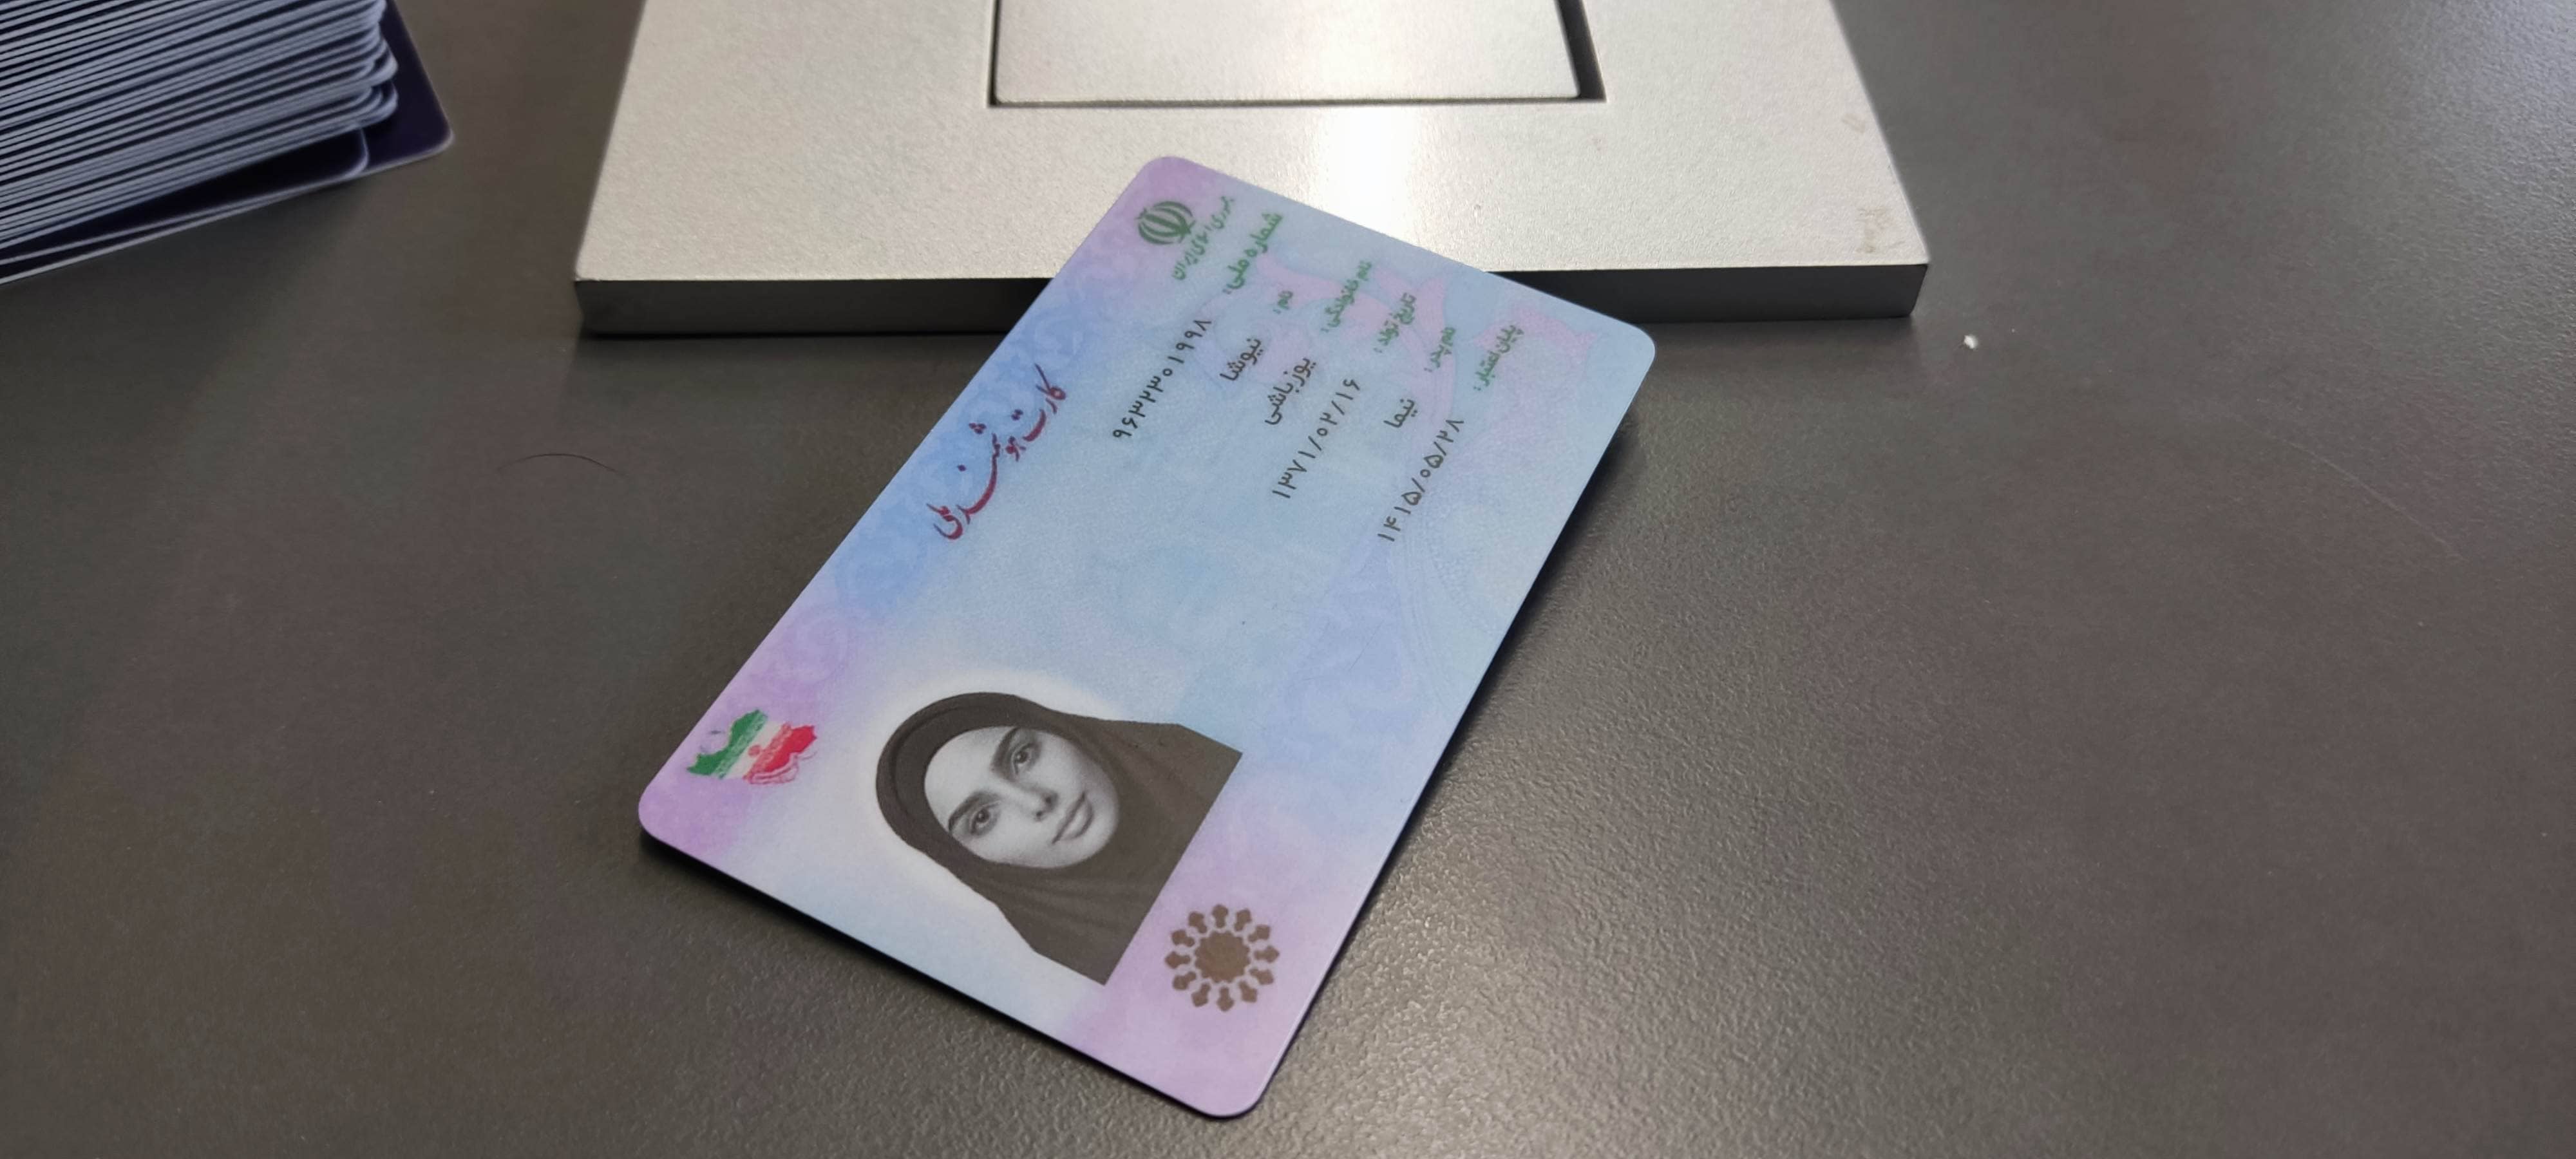 جمهوری اسلامی ایران
کارت هوشمند ملی
شماره ملی: ۹۶۳۲۳۰۱۹۹۸
نام: نیوشا
نام خانوادگی: یوزباشی
تاریخ تولد: ۱۳۷۱/۰۲/۱۶
نام پدر: نیما
پایان اعتبار: ۱۴۱۵/۰۵/۲۸